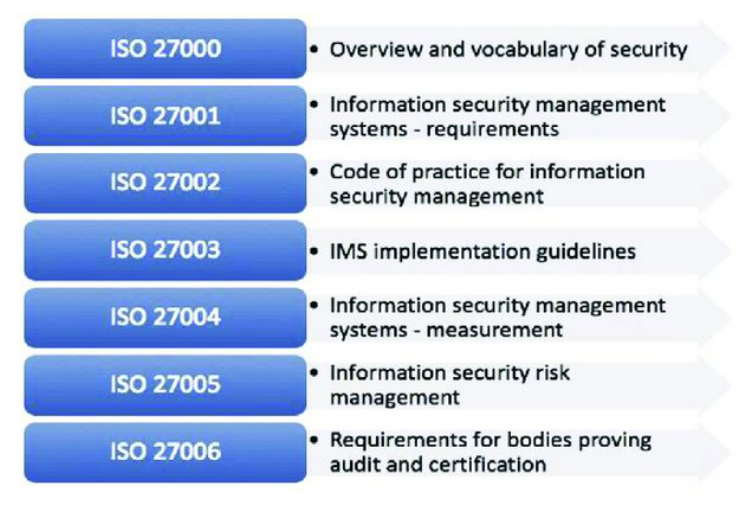 ISO 27000
• Overview and vocabulary of security
ISO 27001
• Information security management
systems - requirements
ISO 27002
• Code of practice for information
security management
ISO 27003
• IMS implementation guidelines
ISO 27004
• Information security management
systems - measurement
ISO 27005
• Information security risk
management
ISO 27006
• Requirements for bodies proving
audit and certification